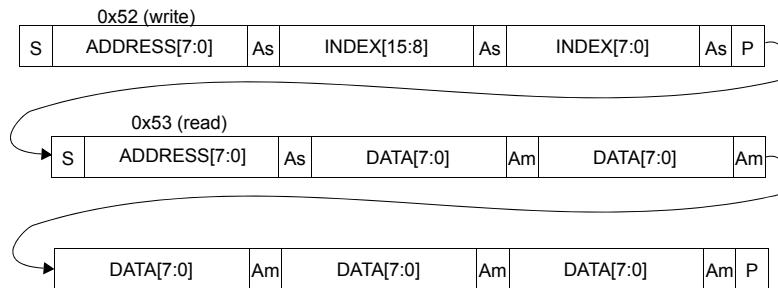 0x52 (write)
S ADDRESS[7:0] As INDEX[15:8] As INDEX[7:0] As P
0x53 (read)
S ADDRESS[7:0] As DATA[7:0] Am DATA[7:0] Am
DATA[7:0] Am DATA[7:0] Am DATA[7:0] Am P